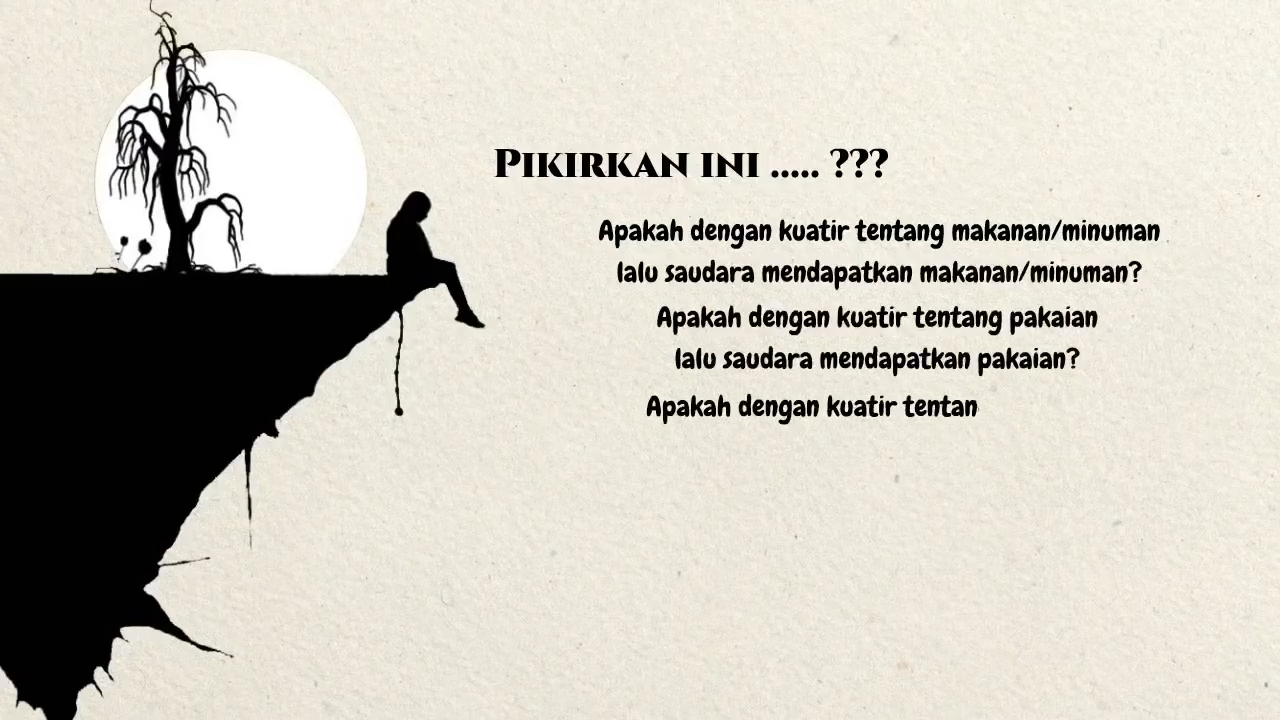 Pikirkan ini ..... ???
Apakah dengan kuatir tentang makanan/minuman
lalu saudara mendapatkan makanan/minuman?
Apakah dengan kuatir tentang pakaian
lalu saudara mendapatkan pakaian?
Apakah dengan kuatir tentan